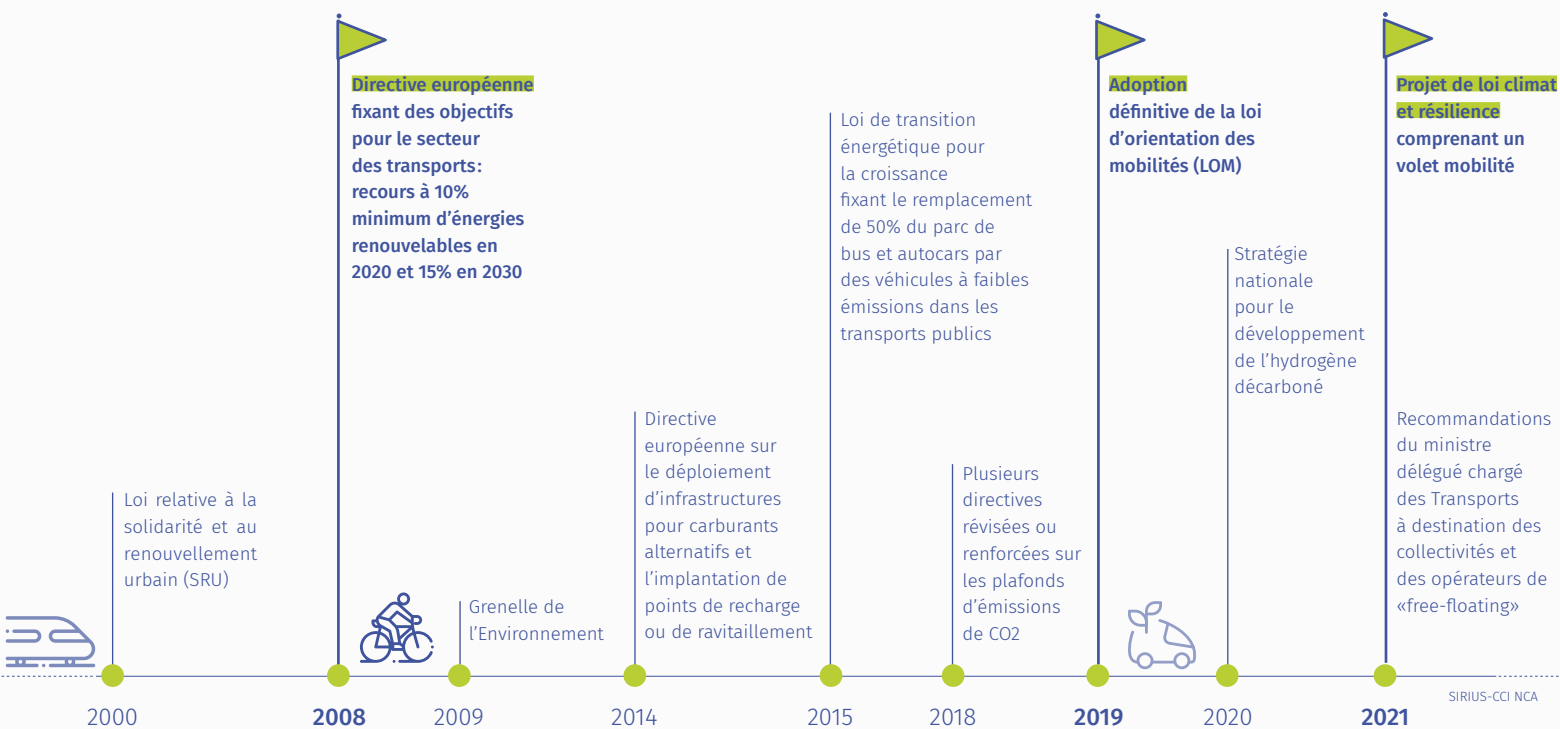 Directive européenne
fixant des objectifs
pour le secteur
des transports :
recours à 10%
minimum d’énergies
renouvelables en
2020 et 15% en 2030
Adoption
définitive de la loi
d’orientation des
mobilités (LOM)
Projet de loi climat
et résilience
comprenant un
volet mobilité
Loi de transition
énergétique pour
la croissance
fixant le remplacement
de 50% du parc de
bus et autocars par
des véhicules à faibles
émissions dans les
transports publics
Stratégie
nationale
pour le
développement
de l’hydrogène
décarboné
Loi relative à la
solidarité et au
renouvellement
urbain (SRU)
Grenelle de
l’Environnement
Directive
européenne sur
le déploiement
d’infrastructures
pour carburants
alternatifs et
l’implantation de
points de recharge
ou de ravitaillement
Plusieurs
directives
révisées ou
renforcées sur
les plafonds
d’émissions
de CO2
Recommandations
du ministre
délégué chargé
des Transports
à destination des
collectivités et
des opérateurs de
«free-floating»
SIRIUS-CCI NCA
2000
2008
2009
2014
2015
2018
2019
2020
2021